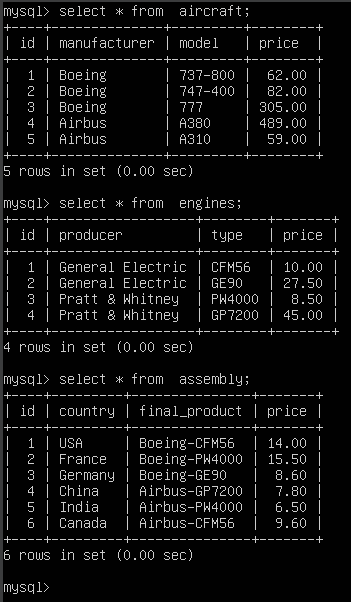 mysql> select * from  aircraft;
+----+--------------+---------+--------+
| id | manufacturer | model   | price  |
+----+--------------+---------+--------+
|  1 | Boeing       | 737-800 |  62.00 |
|  2 | Boeing       | 747-400 |  82.00 |
|  3 | Boeing       | 777     | 305.00 |
|  4 | Airbus       | A380    | 489.00 |
|  5 | Airbus       | A310    |  59.00 |
+----+--------------+---------+--------+
5 rows in set (0.00 sec)
mysql> select * from  engines;
+----+------------------+--------+-------+
| id | producer         | type   | price |
+----+------------------+--------+-------+
|  1 | General Electric | CFM56  | 10.00 |
|  2 | General Electric | GE90   | 27.50 |
|  3 | Pratt & Whitney  | PW4000 |  8.50 |
|  4 | Pratt & Whitney  | GP7200 | 45.00 |
+----+------------------+--------+-------+
4 rows in set (0.00 sec)
mysql> select * from  assembly;
+----+---------+---------------+-------+
| id | country | final_product | price |
+----+---------+---------------+-------+
|  1 | USA     | Boeing-CFM56  | 14.00 |
|  2 | France  | Boeing-PW4000 | 15.50 |
|  3 | Germany | Boeing-GE90   |  8.60 |
|  4 | China   | Airbus-GP7200 |  7.80 |
|  5 | India   | Airbus-PW4000 |  6.50 |
|  6 | Canada  | Airbus-CFM56  |  9.60 |
+----+---------+---------------+-------+
6 rows in set (0.00 sec)
mysql>